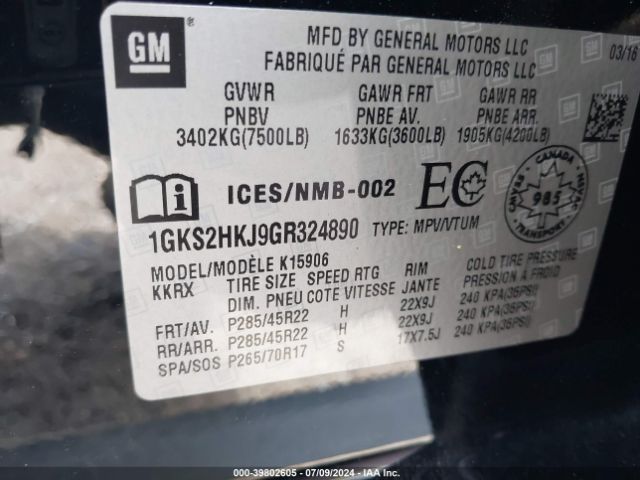 GM
MFD BY GENERAL MOTORS LLC 03/16
FABRIQUÉ PAR GENERAL MOTORS LLC
GVWR GAWR FRT GAWR RR
PNBV PNBE AV. PNBE ARR.
3402KG(7500LB) 1633KG(3600LB) 1905KG(4200LB)
ICES/NMB-002 EC
CANADA
985
1GKS2HKJ9GR324890 TYPE: MPV/VTUM
MODEL/MODÈLE K15906
KKRX TIRE SIZE SPEED RTG RIM COLD TIRE PRESSURE
DIM. PNEU COTE VITESSE JANTE PRESSION À FROID
FRT/AV. P285/45R22 H 22X9J 240 KPA(35PSI)
RR/ARR. P285/45R22 H 22X9J 240 KPA(35PSI)
SPA/SOS P265/70R17 S 17X7.5J 240 KPA(35PSI)
000-39802605 - 07/09/2024 - IAA Inc.